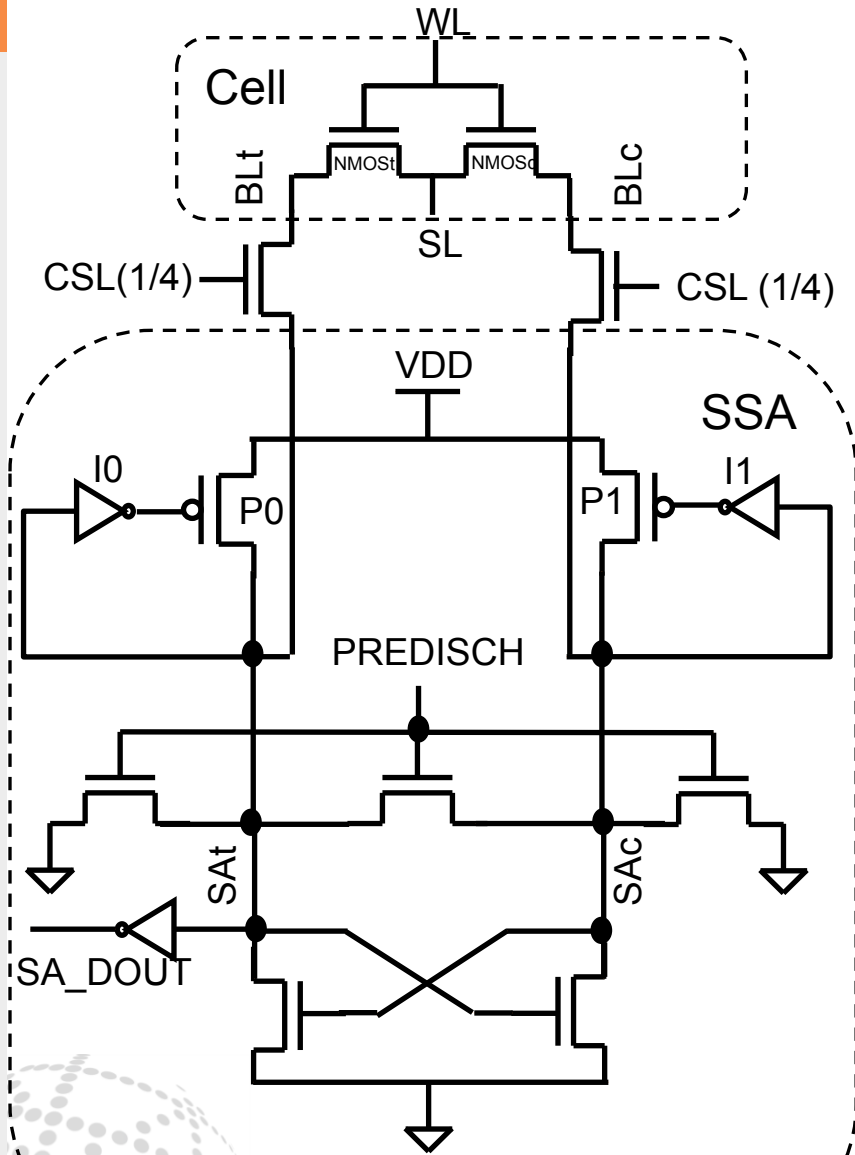 WL
Cell
BLt
NMOSt
NMOSc
BLc
SL
CSL(1/4)
CSL (1/4)
VDD
SSA
I0
P0
P1
I1
PREDISCH
SAt
SAc
SA_DOUT